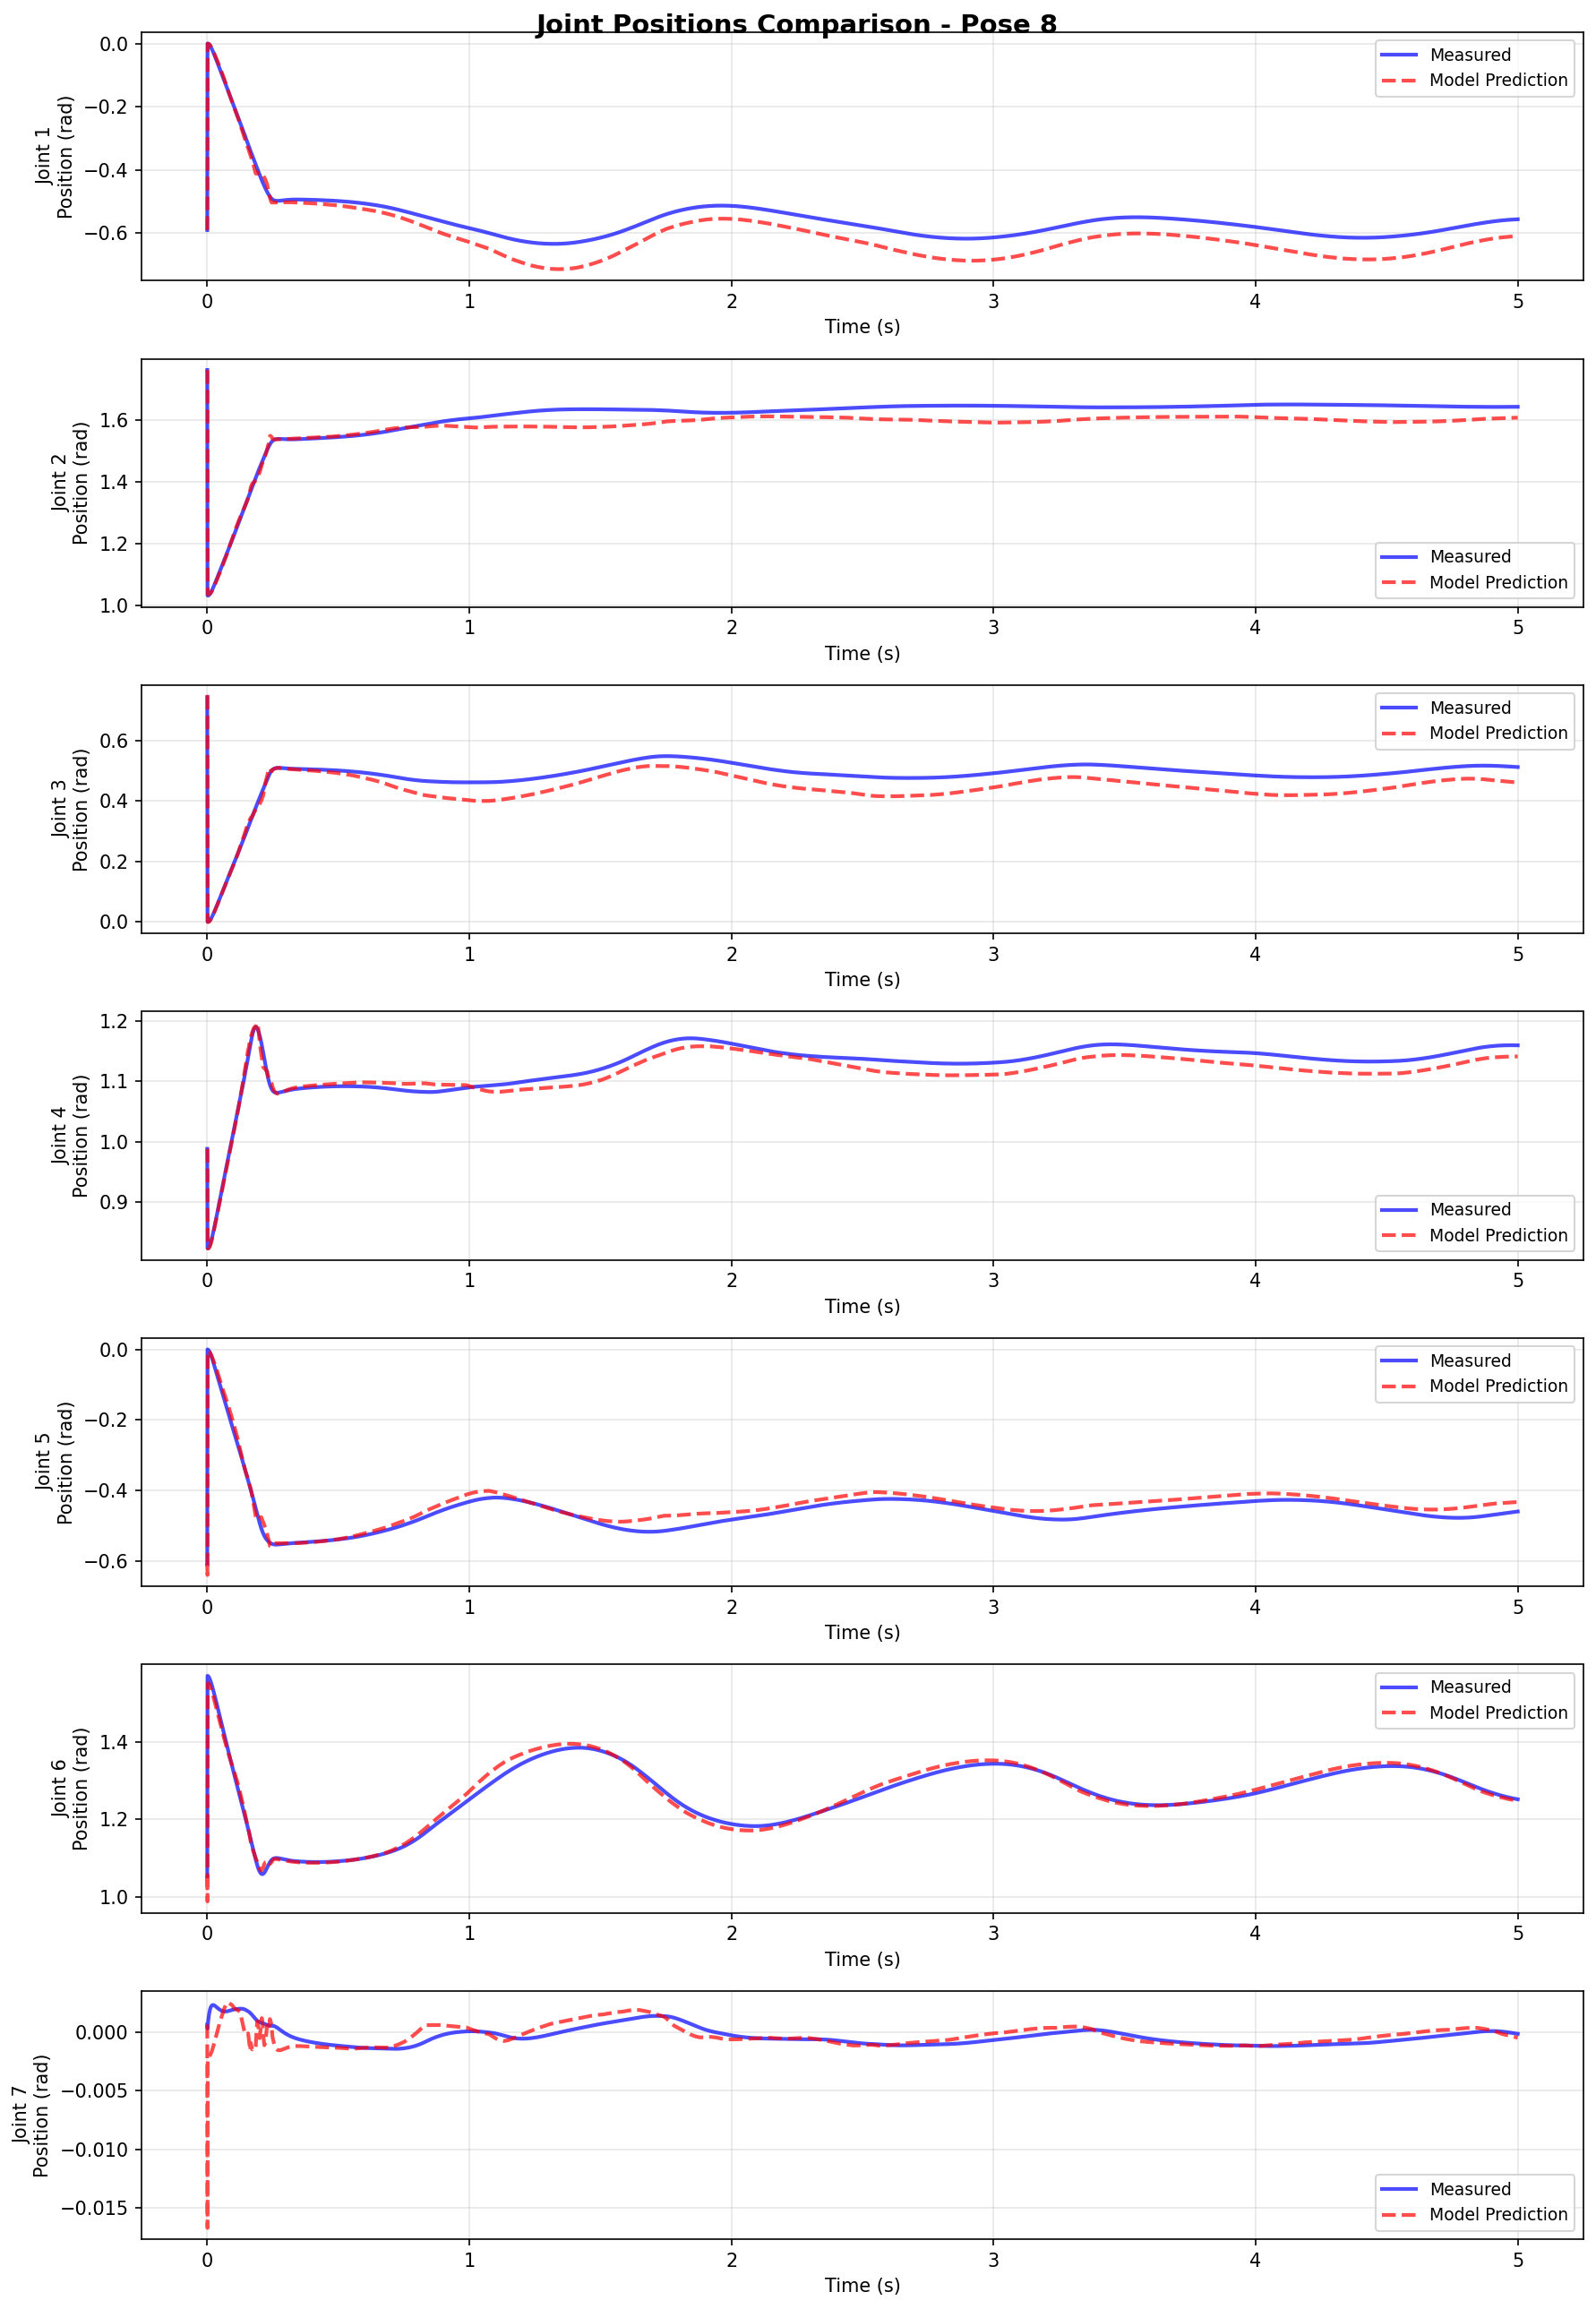 Joint Positions Comparison - Pose 8
Joint 1
Position (rad)
0.0
−0.2
−0.4
−0.6
Measured
Model Prediction
0 1 2 3 4 5
Time (s)
Joint 2
Position (rad)
1.6
1.4
1.2
1.0
Measured
Model Prediction
0 1 2 3 4 5
Time (s)
Joint 3
Position (rad)
0.6
0.4
0.2
0.0
Measured
Model Prediction
0 1 2 3 4 5
Time (s)
Joint 4
Position (rad)
1.2
1.1
1.0
0.9
Measured
Model Prediction
0 1 2 3 4 5
Time (s)
Joint 5
Position (rad)
0.0
−0.2
−0.4
−0.6
Measured
Model Prediction
0 1 2 3 4 5
Time (s)
Joint 6
Position (rad)
1.4
1.2
1.0
Measured
Model Prediction
0 1 2 3 4 5
Time (s)
Joint 7
Position (rad)
0.000
−0.005
−0.010
−0.015
Measured
Model Prediction
0 1 2 3 4 5
Time (s)